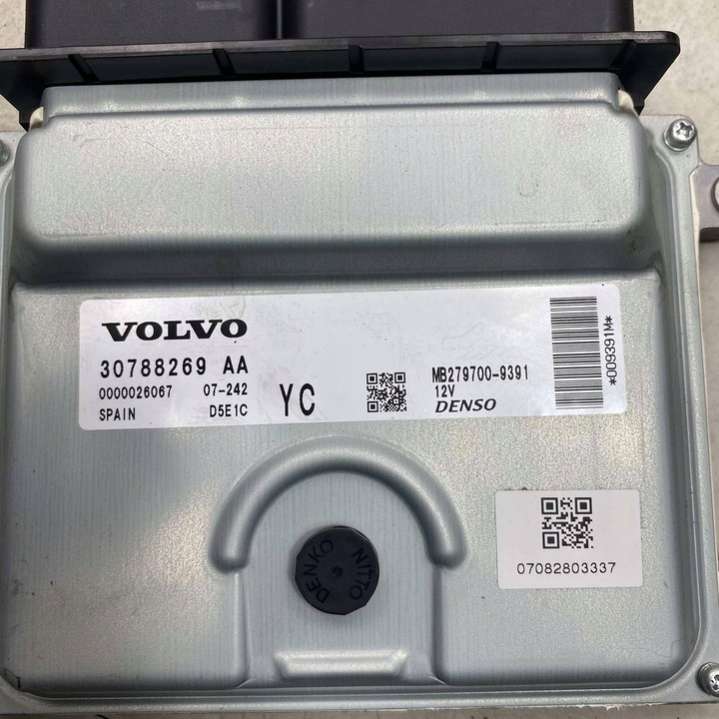 VOLVO
30788269 AA
0000026067 07-242
SPAIN D5E1C
YC
MB279700-9391
12V
DENSO
*009391M*
07082803337
NITTO
DENKO